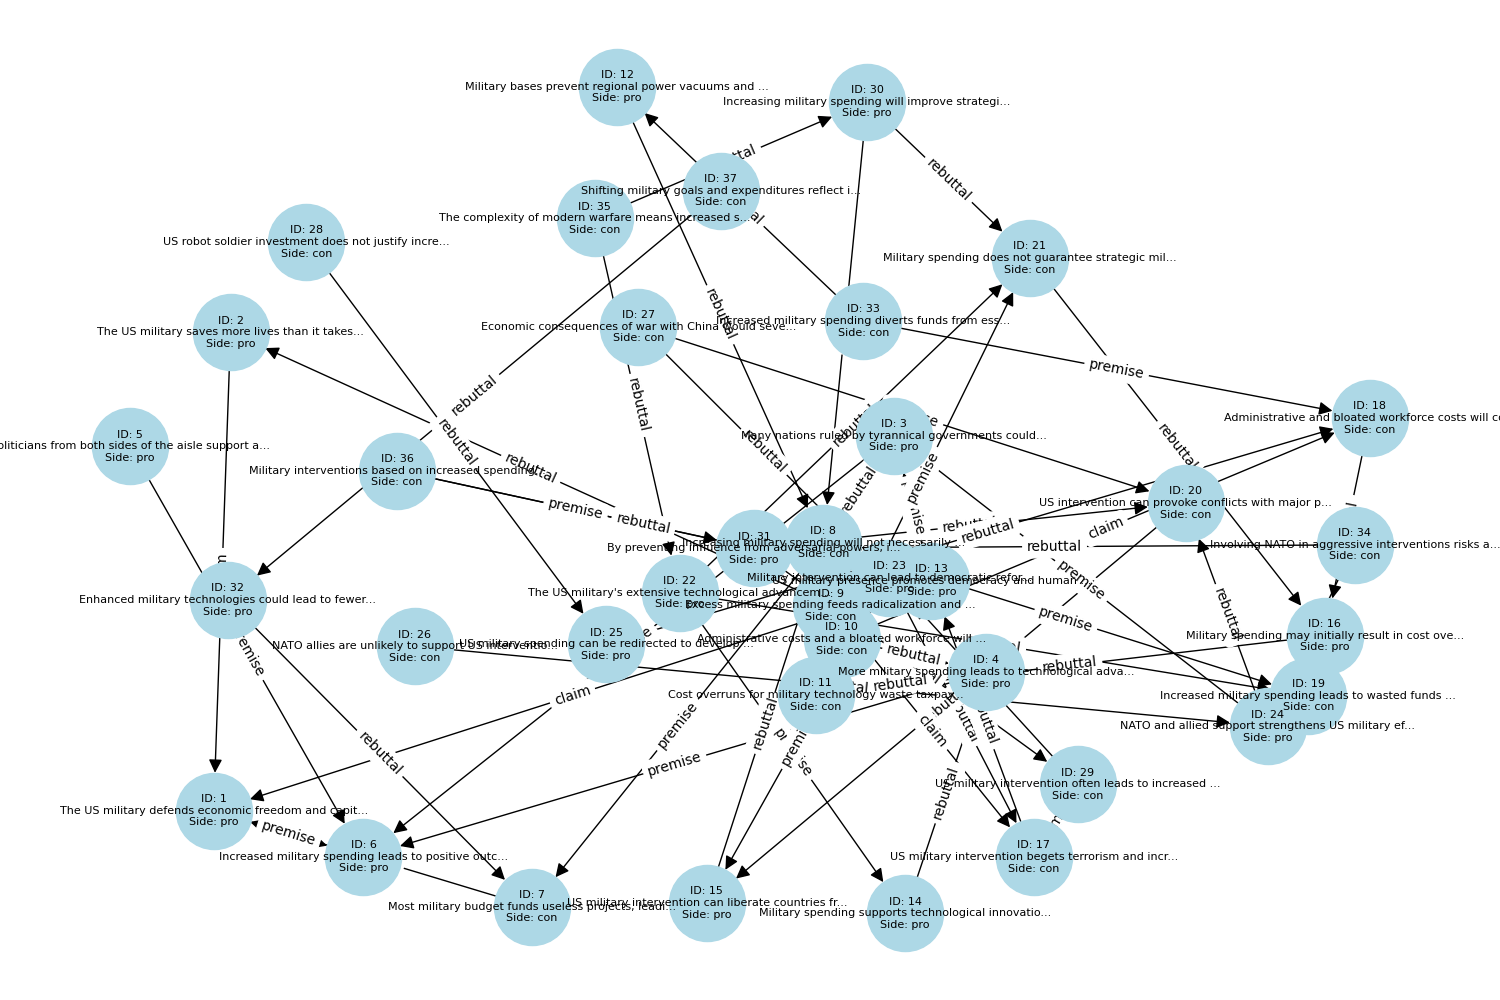 ID: 12
Military bases prevent regional power vacuums and ...
Side: pro
ID: 30
Increasing military spending will improve strategi...
Side: pro
rebuttal
ID: 37
Shifting military goals and expenditures reflect i...
Side: con
ID: 35
The complexity of modern warfare means increased s...
Side: con
ID: 28
US robot soldier investment does not justify incre...
Side: con
ID: 21
Military spending does not guarantee strategic mil...
Side: con
ID: 2
The US military saves more lives than it takes...
Side: pro
ID: 27
Economic consequences of war with China would seve...
Side: con
ID: 33
Increased military spending diverts funds from ess...
Side: con
rebuttal
premise
rebuttal
rebuttal
ID: 18
Administrative and bloated workforce costs will
Side: con
ID: 5
politicians from both sides of the aisle support a...
Side: pro
ID: 3
Many nations ruled by tyrannical governments could...
Side: pro
rebuttal
rebuttal
rebuttal
rebuttal
ID: 36
Military interventions based on increased spending
Side: con
rebuttal
premise
rebuttal
premise
rebuttal
ID: 20
US intervention can provoke conflicts with major p...
Side: con
claim
rebuttal
rebuttal
ID: 34
Involving NATO in aggressive interventions risks a...
Side: con
ID: 8
Increasing military spending will not necessarily
Side: con
ID: 31
By preventing influence from adversarial powers, i...
Side: pro
ID: 23
Military intervention can lead to democratic refor
Side: pro
ID: 13
US military presence promotes democracy and human
Side: pro
ID: 22
The US military's extensive technological advancem
Side: pro
ID: 9
Excess military spending feeds radicalization and ...
Side: con
ID: 32
Enhanced military technologies could lead to fewer...
Side: pro
premise
premise
rebuttal
ID: 10
Administrative costs and a bloated workforce will ...
Side: con
ID: 16
Military spending may initially result in cost ove...
Side: pro
ID: 26
NATO allies are unlikely to support US interventio...
Side: con
ID: 25
US military spending can be redirected to develop...
Side: pro
rebuttal
rebuttal
ID: 4
More military spending leads to technological adva...
Side: pro
rebuttal
claim
ID: 11
Cost overruns for military technology waste taxpay...
Side: con
ID: 19
Increased military spending leads to wasted funds ...
Side: con
ID: 24
NATO and allied support strengthens US military ef...
Side: pro
premise
rebuttal
claim
rebuttal
premise
ID: 29
US military intervention often leads to increased ...
Side: con
rebuttal
ID: 1
The US military defends economic freedom and capit...
Side: pro
premise
ID: 6
Increased military spending leads to positive outc...
Side: pro
ID: 17
US military intervention begets terrorism and incr...
Side: con
ID: 7
Most military budget funds useless projects, leadi...
Side: con
ID: 15
US military intervention can liberate countries fr...
Side: pro
ID: 14
Military spending supports technological innovatio...
Side: pro